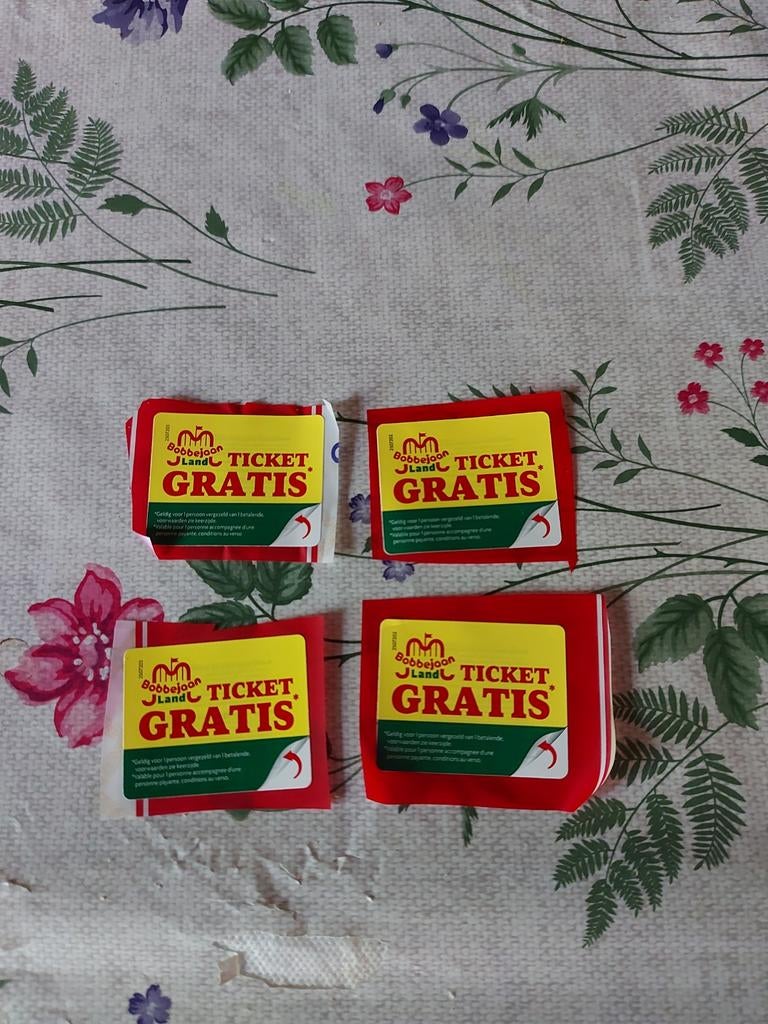 Bobbejaan
Land
TICKET*
GRATIS
*Geldig voor 1 persoon vergezeld van 1 betalende,
voorwaarden zie keerzijde.
*Valable pour 1 personne accompagnée d'une
personne payante, conditions au verso.
Bobbejaan
Land
TICKET*
GRATIS
*Geldig voor 1 persoon vergezeld van 1 betalende,
voorwaarden zie keerzijde.
*Valable pour 1 personne accompagnée d'une
personne payante, conditions au verso.
Bobbejaan
Land
TICKET*
GRATIS
*Geldig voor 1 persoon vergezeld van 1 betalende,
voorwaarden zie keerzijde.
*Valable pour 1 personne accompagnée d'une
personne payante, conditions au verso.
Bobbejaan
Land
TICKET*
GRATIS
*Geldig voor 1 persoon vergezeld van 1 betalende,
voorwaarden zie keerzijde.
*Valable pour 1 personne accompagnée d'une
personne payante, conditions au verso.